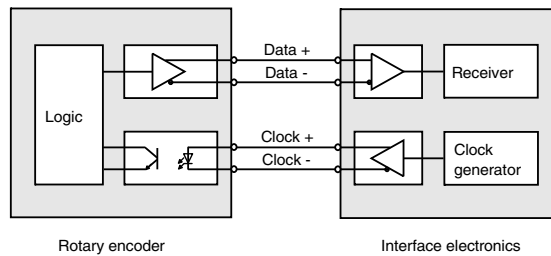 Data +
Data -
Logic
Receiver
Clock +
Clock -
Clock
generator
Rotary encoder
Interface electronics